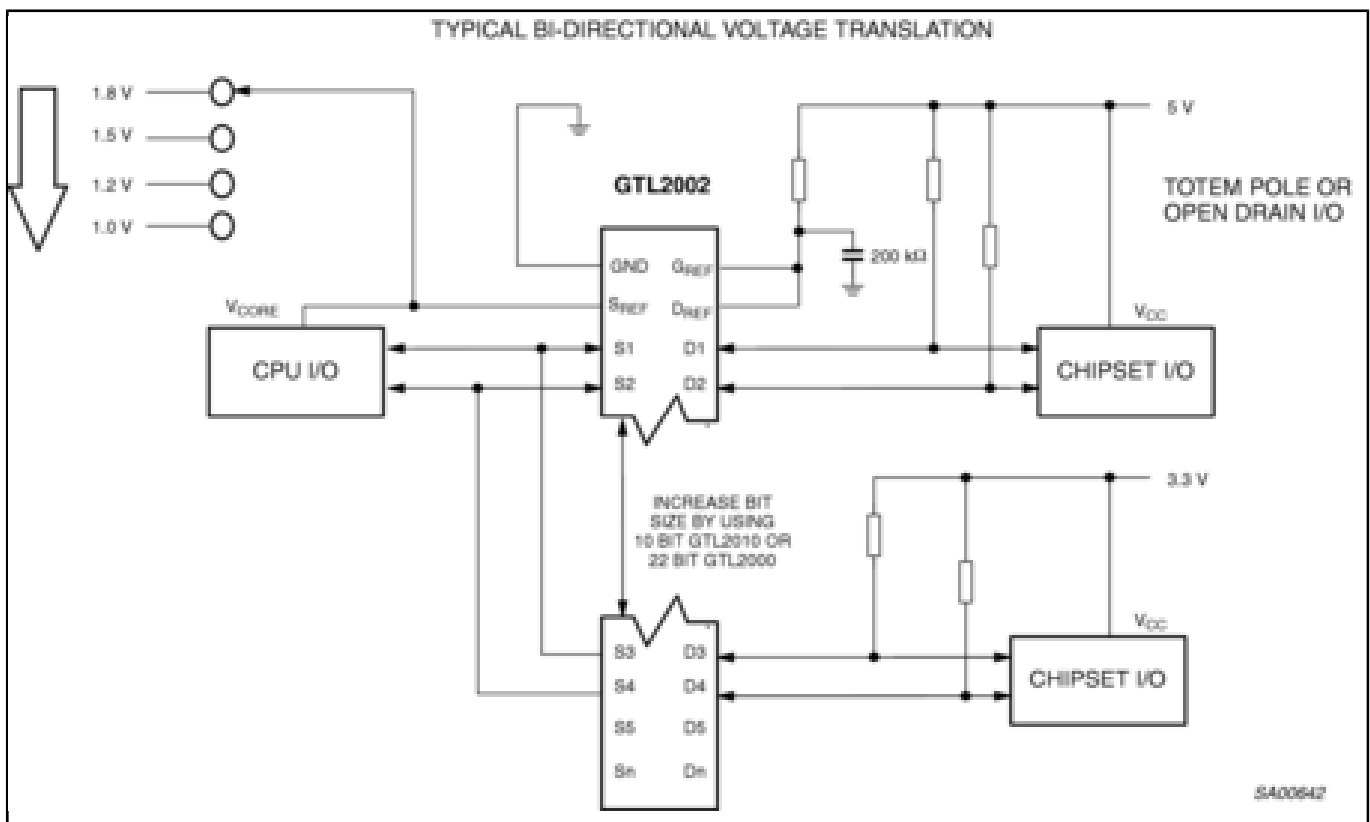 TYPICAL BI-DIRECTIONAL VOLTAGE TRANSLATION
1.8 V
1.5 V
1.2 V
1.0 V
5 V
GTL2002
TOTEM POLE OR
OPEN DRAIN I/O
200 kΩ
GND
GREF
SREF
DREF
VCORE
VCC
CPU I/O
S1
D1
S2
D2
CHIPSET I/O
3.3 V
INCREASE BIT
SIZE BY USING
10 BIT GTL2010 OR
22 BIT GTL2000
VCC
S3
D3
S4
D4
CHIPSET I/O
S5
D5
Sn
Dn
SA00642